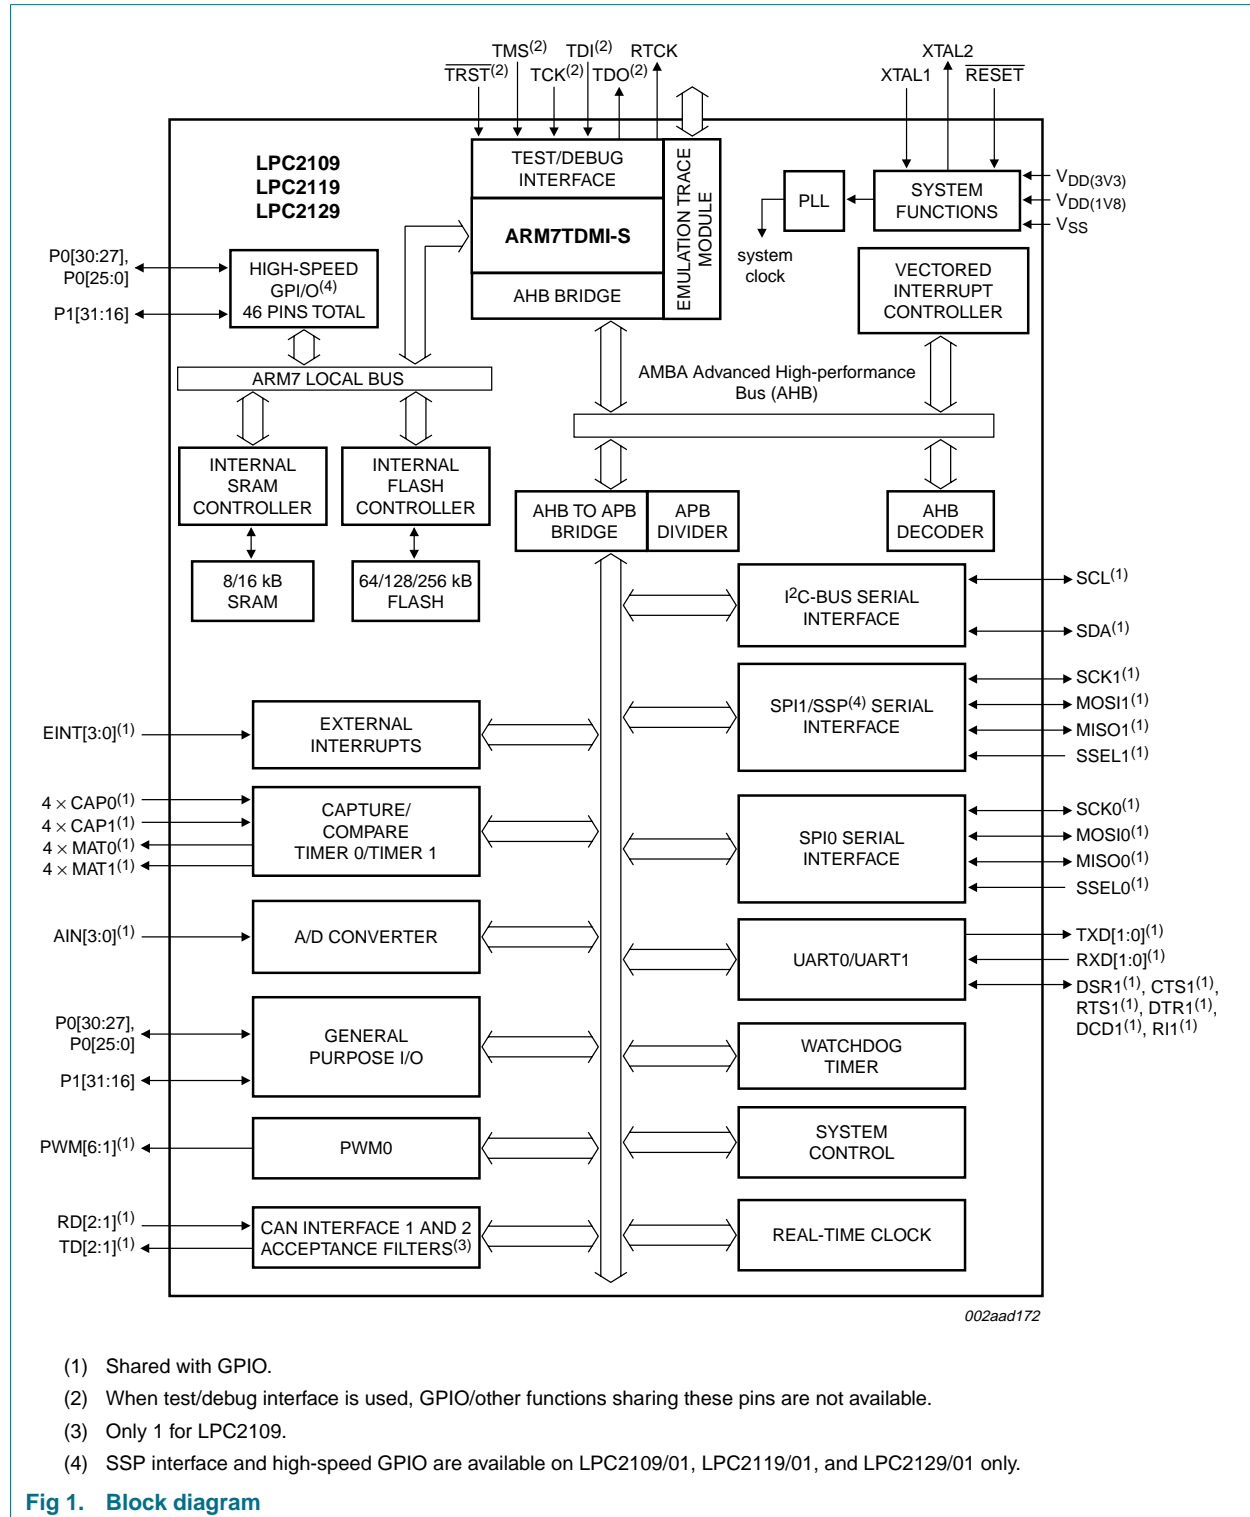 TMS(2) TDI(2) RTCK
TRST(2) TCK(2) TDO(2)
XTAL2
XTAL1 RESET
LPC2109
LPC2119
LPC2129
TEST/DEBUG
INTERFACE
ARM7TDMI-S
AHB BRIDGE
EMULATION TRACE
MODULE
PLL
system
clock
SYSTEM
FUNCTIONS
VDD(3V3)
VDD(1V8)
VSS
P0[30:27],
P0[25:0]
P1[31:16]
HIGH-SPEED
GPI/O(4)
46 PINS TOTAL
VECTORED
INTERRUPT
CONTROLLER
ARM7 LOCAL BUS
AMBA Advanced High-performance
Bus (AHB)
INTERNAL
SRAM
CONTROLLER
INTERNAL
FLASH
CONTROLLER
8/16 kB
SRAM
64/128/256 kB
FLASH
AHB TO APB
BRIDGE
APB
DIVIDER
AHB
DECODER
I2C-BUS SERIAL
INTERFACE
SCL(1)
SDA(1)
SPI1/SSP(4) SERIAL
INTERFACE
SCK1(1)
MOSI1(1)
MISO1(1)
SSEL1(1)
EINT[3:0](1)
EXTERNAL
INTERRUPTS
4 × CAP0(1)
4 × CAP1(1)
4 × MAT0(1)
4 × MAT1(1)
CAPTURE/
COMPARE
TIMER 0/TIMER 1
SPI0 SERIAL
INTERFACE
SCK0(1)
MOSI0(1)
MISO0(1)
SSEL0(1)
AIN[3:0](1)
A/D CONVERTER
UART0/UART1
TXD[1:0](1)
RXD[1:0](1)
DSR1(1), CTS1(1),
RTS1(1), DTR1(1),
DCD1(1), RI1(1)
P0[30:27],
P0[25:0]
P1[31:16]
GENERAL
PURPOSE I/O
WATCHDOG
TIMER
PWM[6:1](1)
PWM0
SYSTEM
CONTROL
RD[2:1](1)
TD[2:1](1)
CAN INTERFACE 1 AND 2
ACCEPTANCE FILTERS(3)
REAL-TIME CLOCK
002aad172
(1) Shared with GPIO.
(2) When test/debug interface is used, GPIO/other functions sharing these pins are not available.
(3) Only 1 for LPC2109.
(4) SSP interface and high-speed GPIO are available on LPC2109/01, LPC2119/01, and LPC2129/01 only.
Fig 1. Block diagram